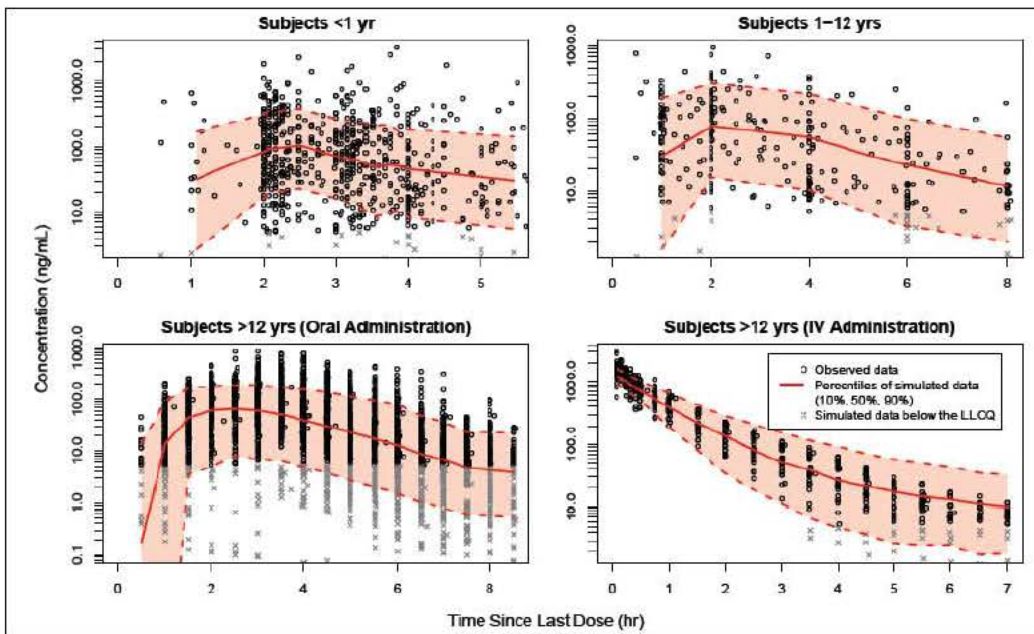 Subjects <1 yr
Subjects 1−12 yrs
1000.0
100.0
10.0
0 1 2 3 4 5
1000.0
100.0
10.0
0 2 4 6 8
Concentration (ng/mL)
Subjects >12 yrs (Oral Administration)
Subjects >12 yrs (IV Administration)
1000.0
100.0
10.0
1.0
0.1
0 2 4 6 8
1000.0
100.0
10.0
0 1 2 3 4 5 6 7
Observed data
Percentiles of simulated data
(10%, 50%, 90%)
Simulated data below the LLOQ
Time Since Last Dose (hr)